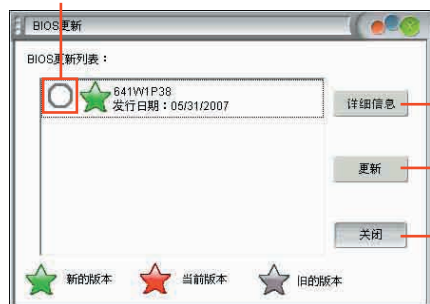 BIOS更新
BIOS更新列表：
641W1P38
发行日期：05/31/2007
详细信息
更新
关闭
新的版本 当前版本 旧的版本